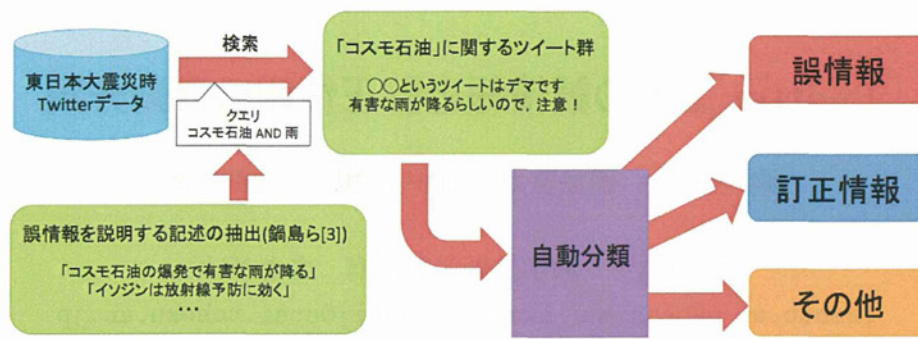 東日本大震災時
Twitterデータ
検索
クエリ
コスモ石油 AND 雨
「コスモ石油」に関するツイート群
○○というツイートはデマです
有害な雨が降るらしいので, 注意！
誤情報を説明する記述の抽出(鍋島ら[3])
「コスモ石油の爆発で有害な雨が降る」
「イソジンは放射線予防に効く」
…
自動分類
誤情報
訂正情報
その他